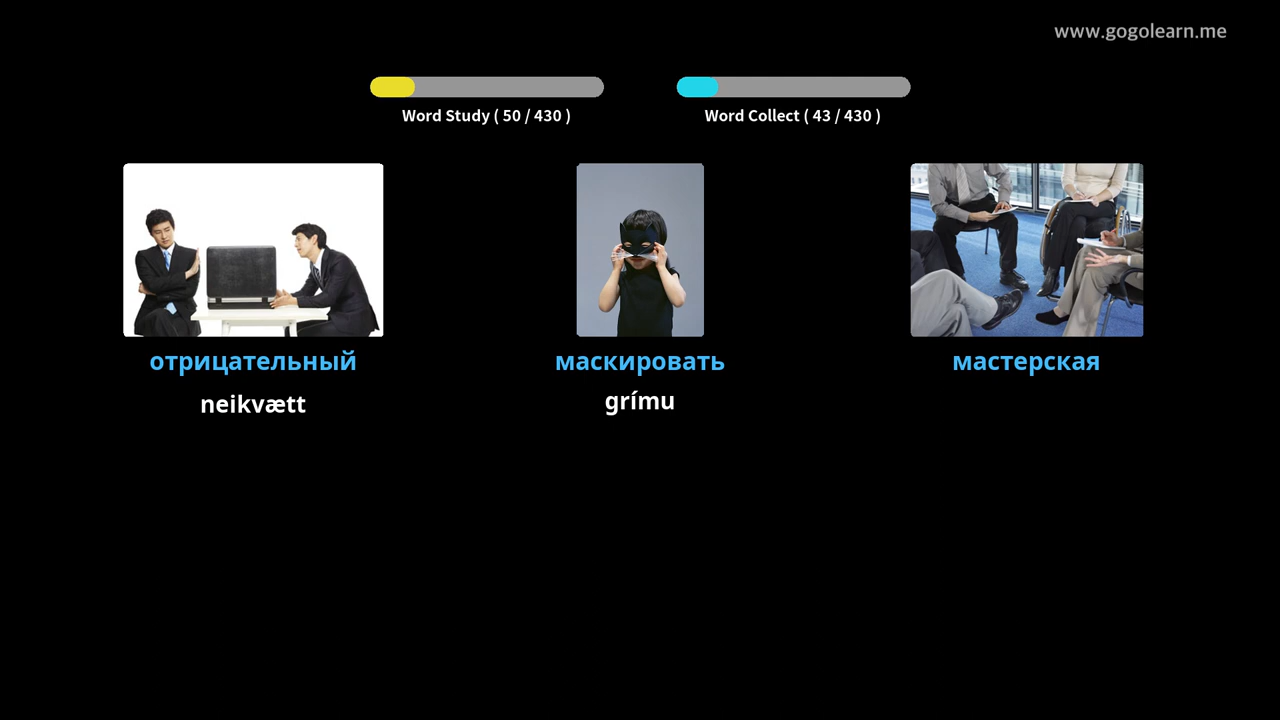 www.gogolearn.me
Word Study ( 50 / 430 )
Word Collect ( 43 / 430 )
отрицательный
маскировать
мастерская
neikvætt
grímu